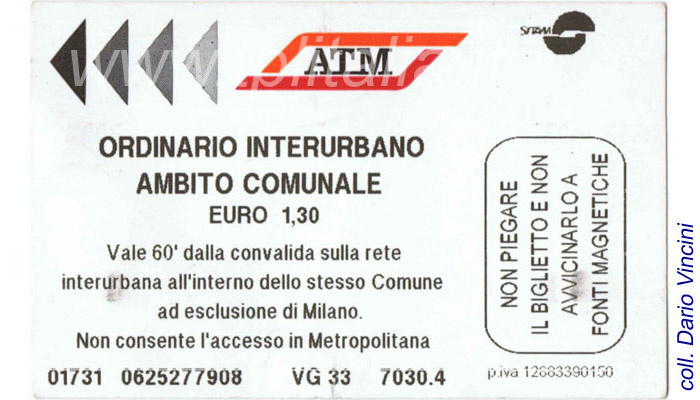 www.plitalia
ATM
SITAM
ORDINARIO INTERURBANO
AMBITO COMUNALE
EURO 1,30
Vale 60' dalla convalida sulla rete
interurbana all'interno dello stesso Comune
ad esclusione di Milano.
Non consente l'accesso in Metropolitana
01731 0625277908 VG 33 7030.4
NON PIEGARE
IL BIGLIETTO E NON
AVVICINARLO A
FONTI MAGNETICHE
p.iva 12883390150
coll. Dario Vincini